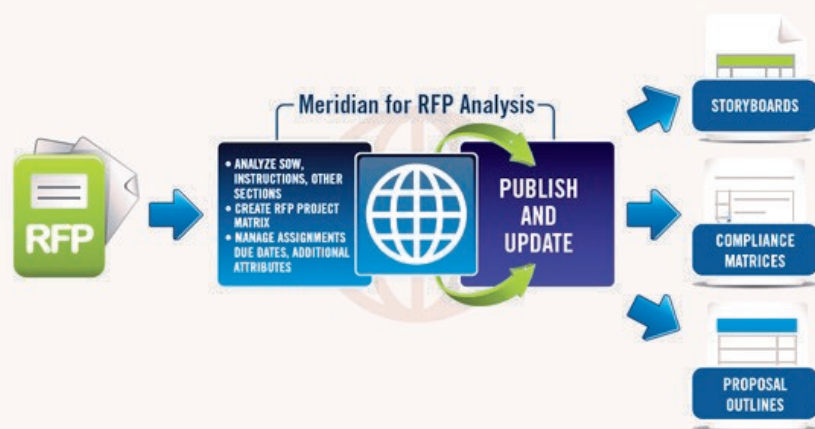 Meridian for RFP Analysis
RFP
• ANALYZE SOW,
INSTRUCTIONS, OTHER
SECTIONS
• CREATE RFP PROJECT
MATRIX
• MANAGE ASSIGNMENTS
DUE DATES, ADDITIONAL
ATTRIBUTES
PUBLISH
AND
UPDATE
STORYBOARDS
COMPLIANCE
MATRICES
PROPOSAL
OUTLINES